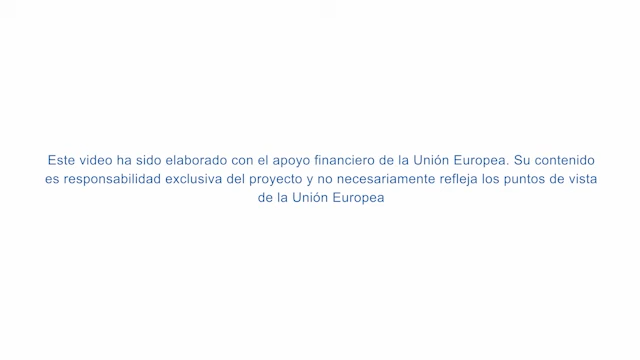 Este video ha sido elaborado con el apoyo financiero de la Unión Europea. Su contenido
es responsabilidad exclusiva del proyecto y no necesariamente refleja los puntos de vista
de la Unión Europea